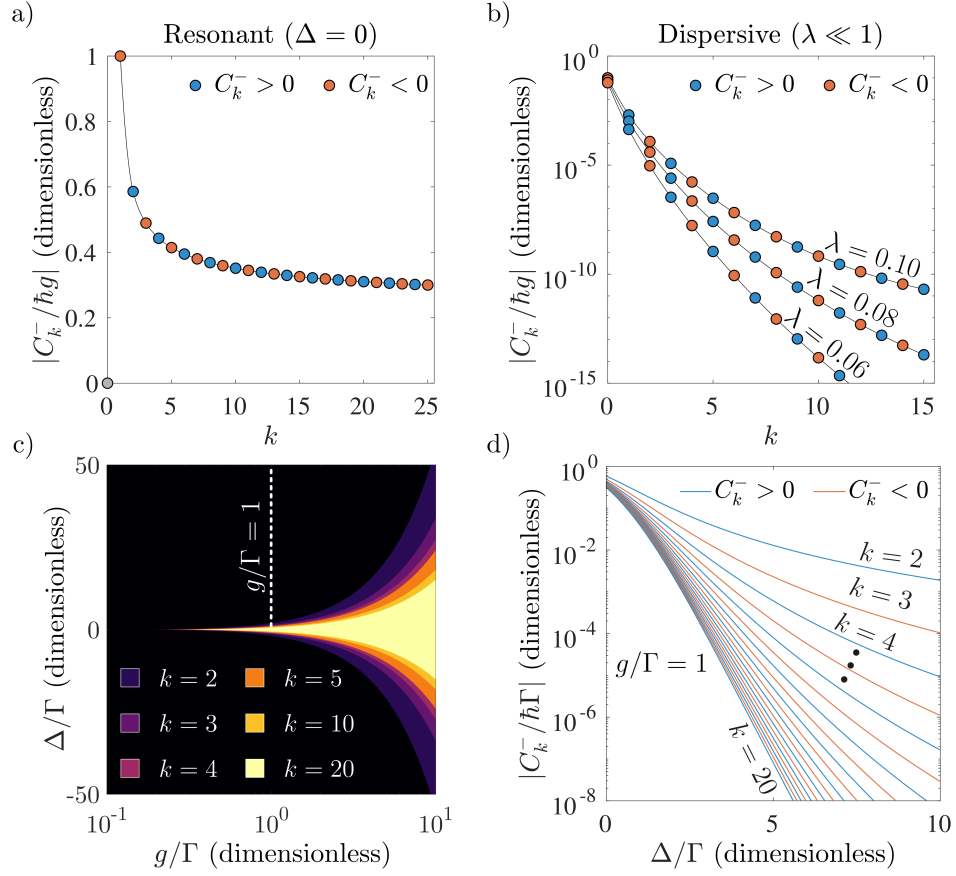 a)
Resonant (Δ = 0)
C_k^- > 0
C_k^- < 0
|C_k^-/ħg| (dimensionless)
1
0.8
0.6
0.4
0.2
0
0 5 10 15 20 25
k
b)
Dispersive (λ ≪ 1)
C_k^- > 0
C_k^- < 0
|C_k^-/ħg| (dimensionless)
10^0
10^-5
10^-10
10^-15
λ = 0.10
λ = 0.08
λ = 0.06
0 5 10 15
k
c)
Δ/Γ (dimensionless)
50
0
-50
g/Γ = 1
k = 2
k = 5
k = 3
k = 10
k = 4
k = 20
10^-1 10^0 10^1
g/Γ (dimensionless)
d)
C_k^- > 0
C_k^- < 0
|C_k^-/ħΓ| (dimensionless)
10^0
10^-2
10^-4
10^-6
10^-8
k = 2
k = 3
k = 4
g/Γ = 1
k = 20
0 5 10
Δ/Γ (dimensionless)